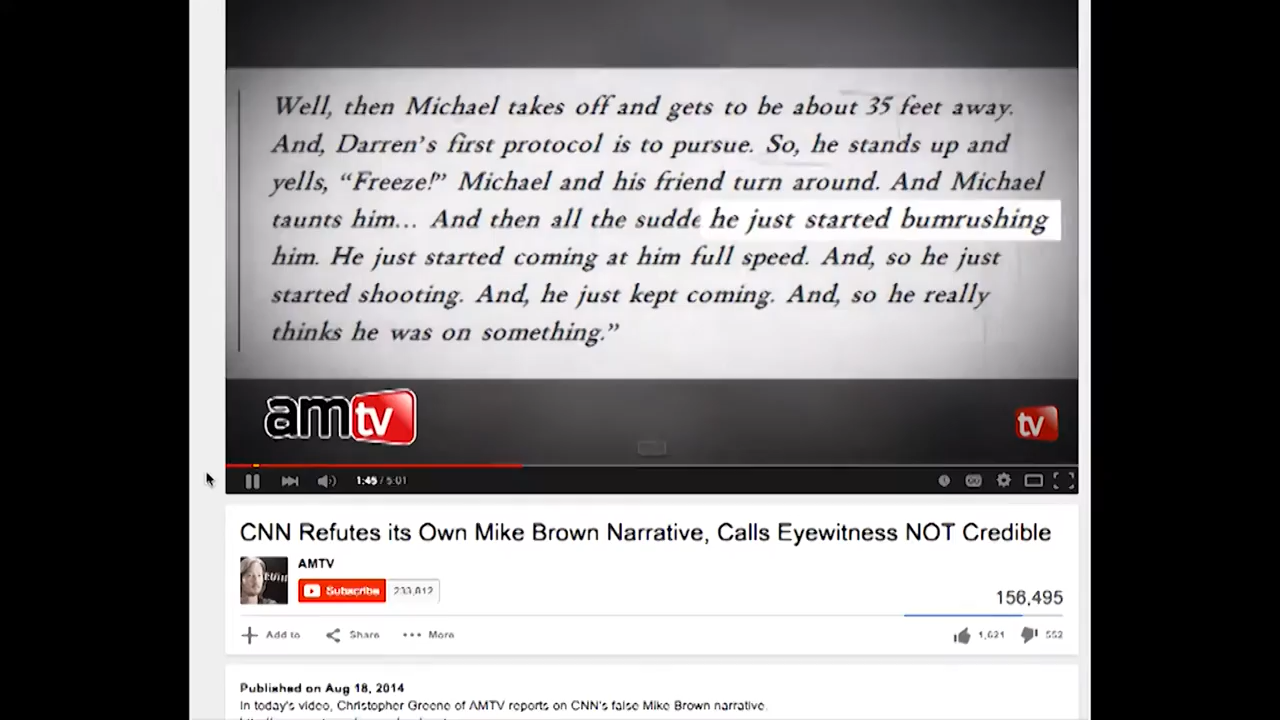 Well, then Michael takes off and gets to be about 35 feet away.
And, Darren's first protocol is to pursue. So, he stands up and
yells, "Freeze!" Michael and his friend turn around. And Michael
taunts him... And then all the sudde he just started bumrushing
him. He just started coming at him full speed. And, so he just
started shooting. And, he just kept coming. And, so he really
thinks he was on something."
amtv
tv
1:45 / 5:01
CNN Refutes its Own Mike Brown Narrative, Calls Eyewitness NOT Credible
AMTV
Subscribe 233,812
156,495
Add to Share More
1,621 552
Published on Aug 18, 2014
In today's video, Christopher Greene of AMTV reports on CNN's false Mike Brown narrative.